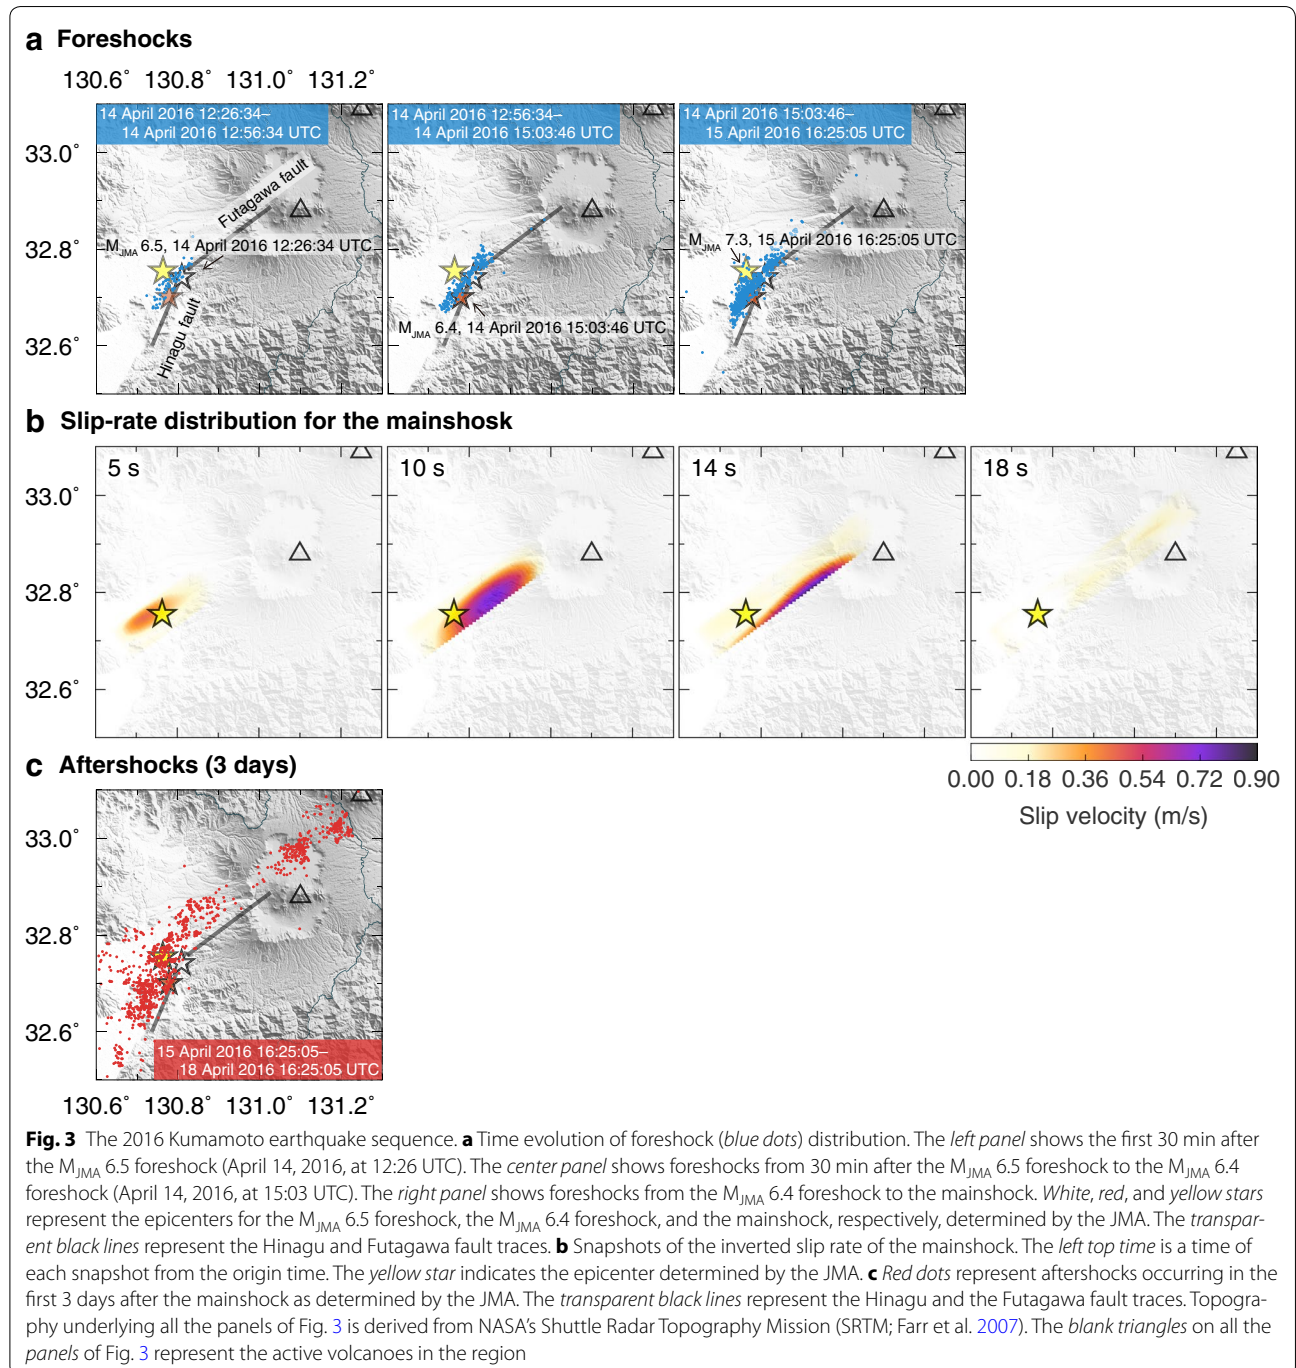 a Foreshocks
130.6° 130.8° 131.0° 131.2°
14 April 2016 12:26:34–
14 April 2016 12:56:34 UTC
14 April 2016 12:56:34–
14 April 2016 15:03:46 UTC
14 April 2016 15:03:46–
15 April 2016 16:25:05 UTC
33.0°
Futagawa fault
32.8°
MJMA 6.5, 14 April 2016 12:26:34 UTC
MJMA 7.3, 15 April 2016 16:25:05 UTC
MJMA 6.4, 14 April 2016 15:03:46 UTC
32.6°
Hinagu fault
b Slip-rate distribution for the mainshosk
5 s
10 s
14 s
18 s
33.0°
32.8°
32.6°
0.00 0.18 0.36 0.54 0.72 0.90
Slip velocity (m/s)
c Aftershocks (3 days)
33.0°
32.8°
32.6°
15 April 2016 16:25:05–
18 April 2016 16:25:05 UTC
130.6° 130.8° 131.0° 131.2°
Fig. 3 The 2016 Kumamoto earthquake sequence. a Time evolution of foreshock (blue dots) distribution. The left panel shows the first 30 min after
the MJMA 6.5 foreshock (April 14, 2016, at 12:26 UTC). The center panel shows foreshocks from 30 min after the MJMA 6.5 foreshock to the MJMA 6.4
foreshock (April 14, 2016, at 15:03 UTC). The right panel shows foreshocks from the MJMA 6.4 foreshock to the mainshock. White, red, and yellow stars
represent the epicenters for the MJMA 6.5 foreshock, the MJMA 6.4 foreshock, and the mainshock, respectively, determined by the JMA. The transpar-
ent black lines represent the Hinagu and Futagawa fault traces. b Snapshots of the inverted slip rate of the mainshock. The left top time is a time of
each snapshot from the origin time. The yellow star indicates the epicenter determined by the JMA. c Red dots represent aftershocks occurring in the
first 3 days after the mainshock as determined by the JMA. The transparent black lines represent the Hinagu and the Futagawa fault traces. Topogra-
phy underlying all the panels of Fig. 3 is derived from NASA's Shuttle Radar Topography Mission (SRTM; Farr et al. 2007). The blank triangles on all the
panels of Fig. 3 represent the active volcanoes in the region